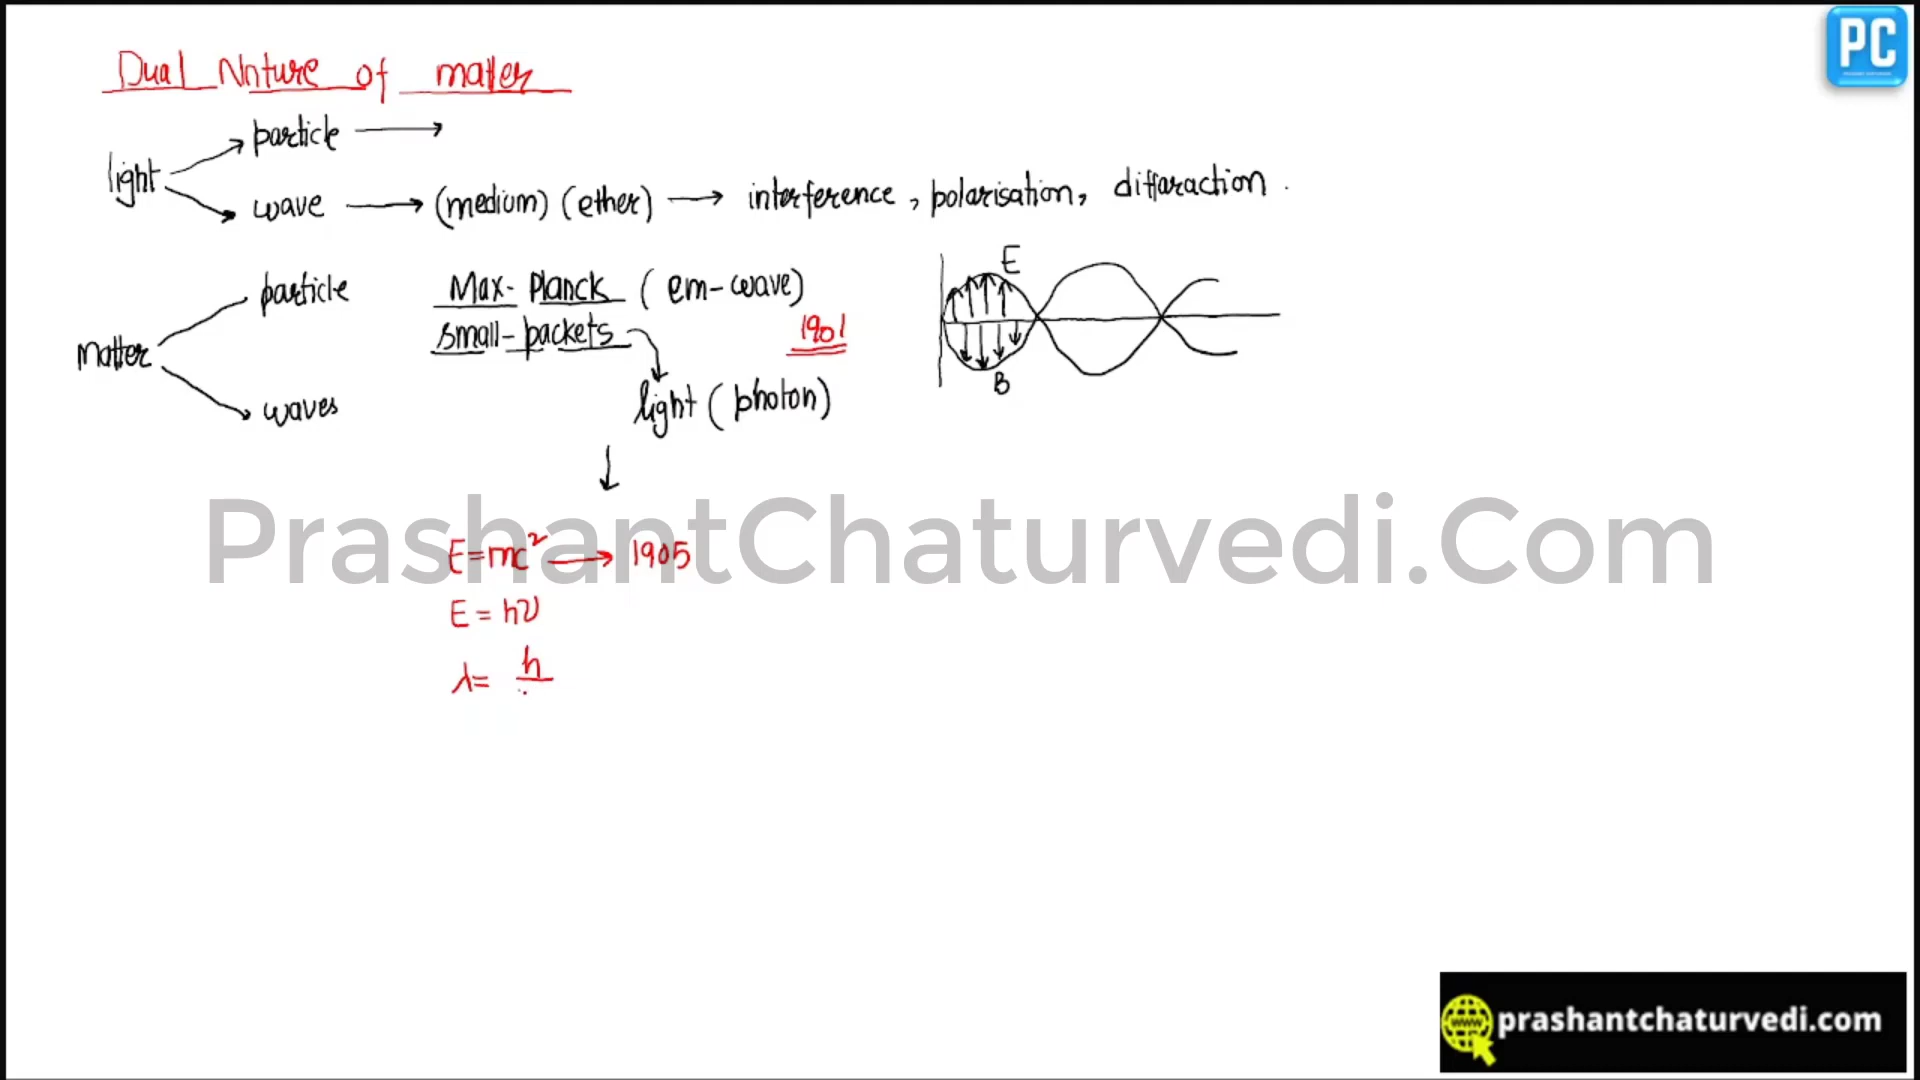 PC
Dual Nature of matter
light
particle
wave → (medium) (ether) → interference, polarisation, diffaraction.
Matter
particle
waves
Max-Planck (em-wave)
small-packets
1901
light (photon)
E
B
E=mc² → 1905
E = hν
λ= h
PrashantChaturvedi.Com
www
prashantchaturvedi.com